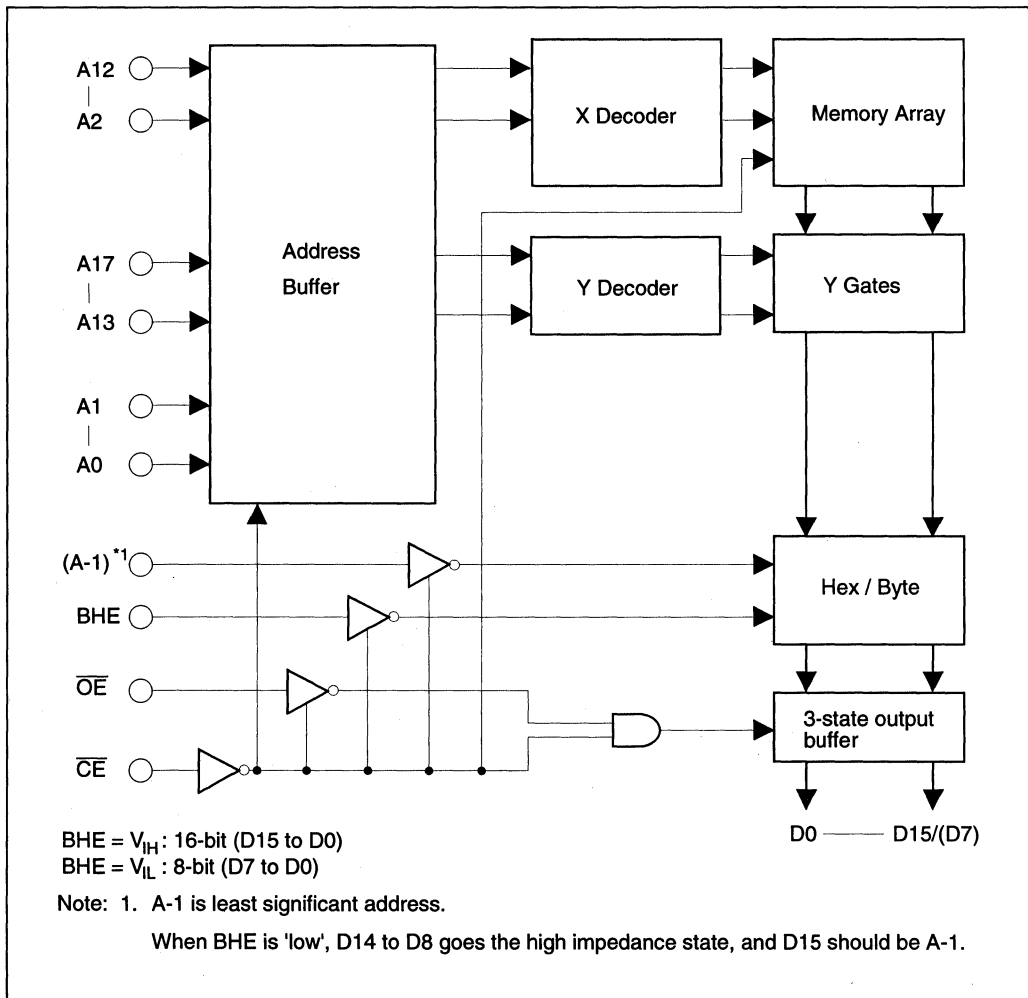 A12
A2
A17
A13
A1
A0
Address
Buffer
X Decoder
Memory Array
Y Decoder
Y Gates
(A-1)*1
BHE
OE
CE
Hex / Byte
3-state output
buffer
D0 D15/(D7)
BHE = VIH : 16-bit (D15 to D0)
BHE = VIL : 8-bit (D7 to D0)
Note: 1. A-1 is least significant address.
When BHE is 'low', D14 to D8 goes the high impedance state, and D15 should be A-1.